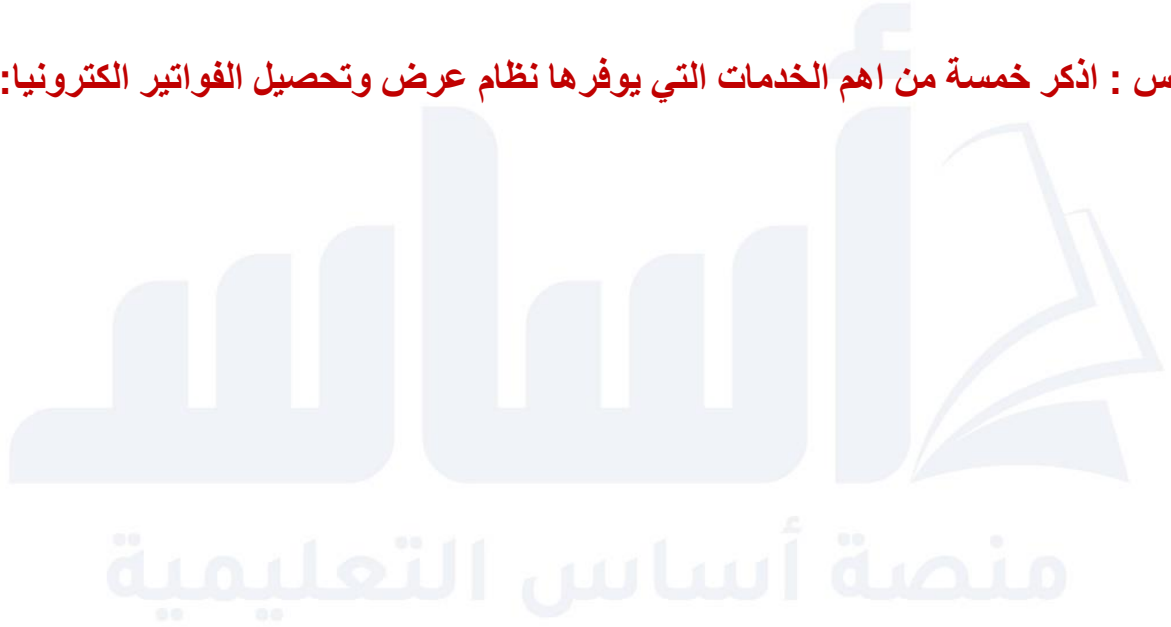 س : اذكر خمسة من اهم الخدمات التي يوفرها نظام عرض وتحصيل الفواتير الكترونيا:
أساس
منصة أساس التعليمية